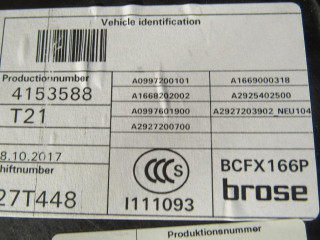 Vehicle identification
Productionnumber
4153588
T21
A0997200101
A1668202002
A0997601900
A2927200700
A1669000318
A2925402500
A2927203902_NEU104
8.10.2017
hiftnumber
27T448
CCC S
I111093
BCFX166P
brose
Produktionsnummer